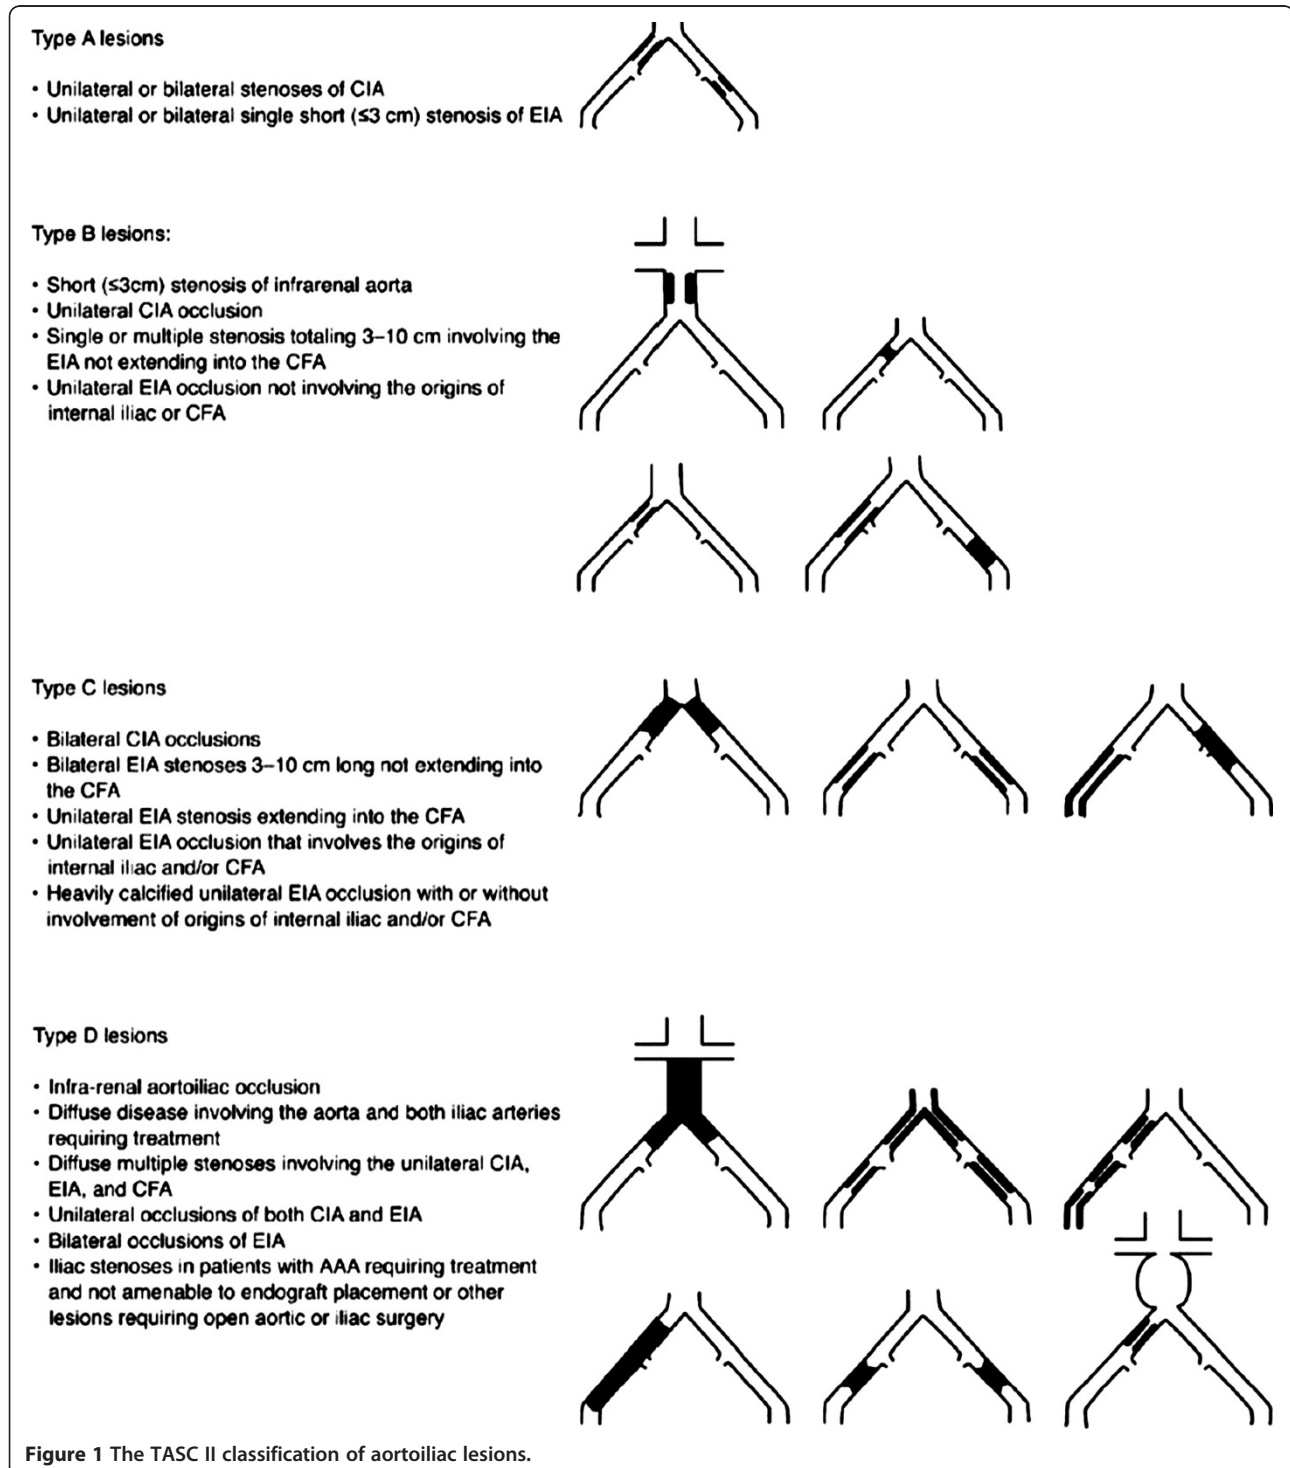 Type A lesions
• Unilateral or bilateral stenoses of CIA
• Unilateral or bilateral single short (≤3 cm) stenosis of EIA
Type B lesions:
• Short (≤3cm) stenosis of infrarenal aorta
• Unilateral CIA occlusion
• Single or multiple stenosis totaling 3–10 cm involving the
EIA not extending into the CFA
• Unilateral EIA occlusion not involving the origins of
internal iliac or CFA
Type C lesions
• Bilateral CIA occlusions
• Bilateral EIA stenoses 3–10 cm long not extending into
the CFA
• Unilateral EIA stenosis extending into the CFA
• Unilateral EIA occlusion that involves the origins of
internal iliac and/or CFA
• Heavily calcified unilateral EIA occlusion with or without
involvement of origins of internal iliac and/or CFA
Type D lesions
• Infra-renal aortoiliac occlusion
• Diffuse disease involving the aorta and both iliac arteries
requiring treatment
• Diffuse multiple stenoses involving the unilateral CIA,
EIA, and CFA
• Unilateral occlusions of both CIA and EIA
• Bilateral occlusions of EIA
• Iliac stenoses in patients with AAA requiring treatment
and not amenable to endograft placement or other
lesions requiring open aortic or iliac surgery
Figure 1 The TASC II classification of aortoiliac lesions.